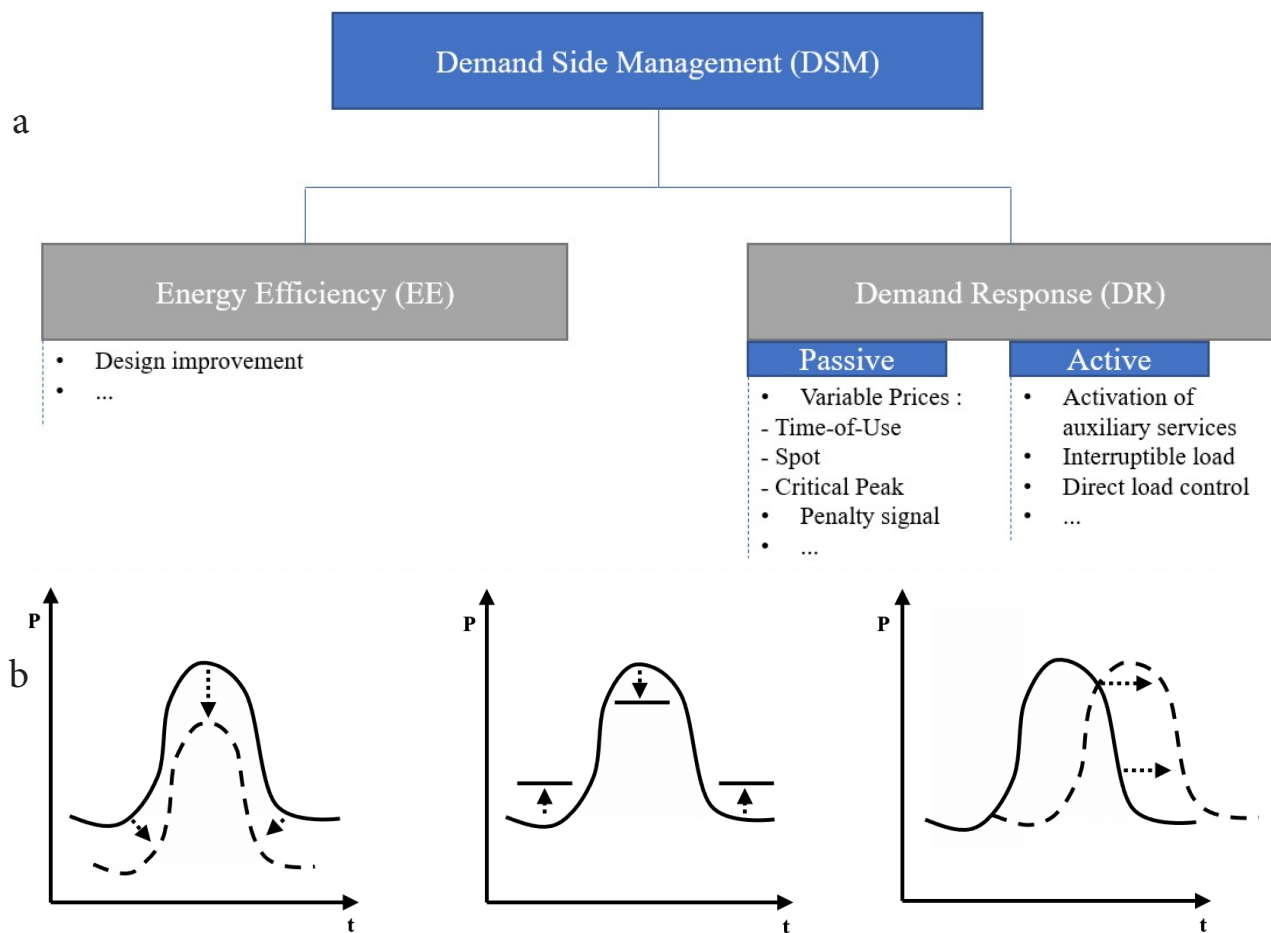 Demand Side Management (DSM)
a
Energy Efficiency (EE)
• Design improvement
• ...
Demand Response (DR)
Passive
• Variable Prices :
- Time-of-Use
- Spot
- Critical Peak
• Penalty signal
• ...
Active
• Activation of
auxiliary services
• Interruptible load
• Direct load control
• ...
b
P
t
P
t
P
t